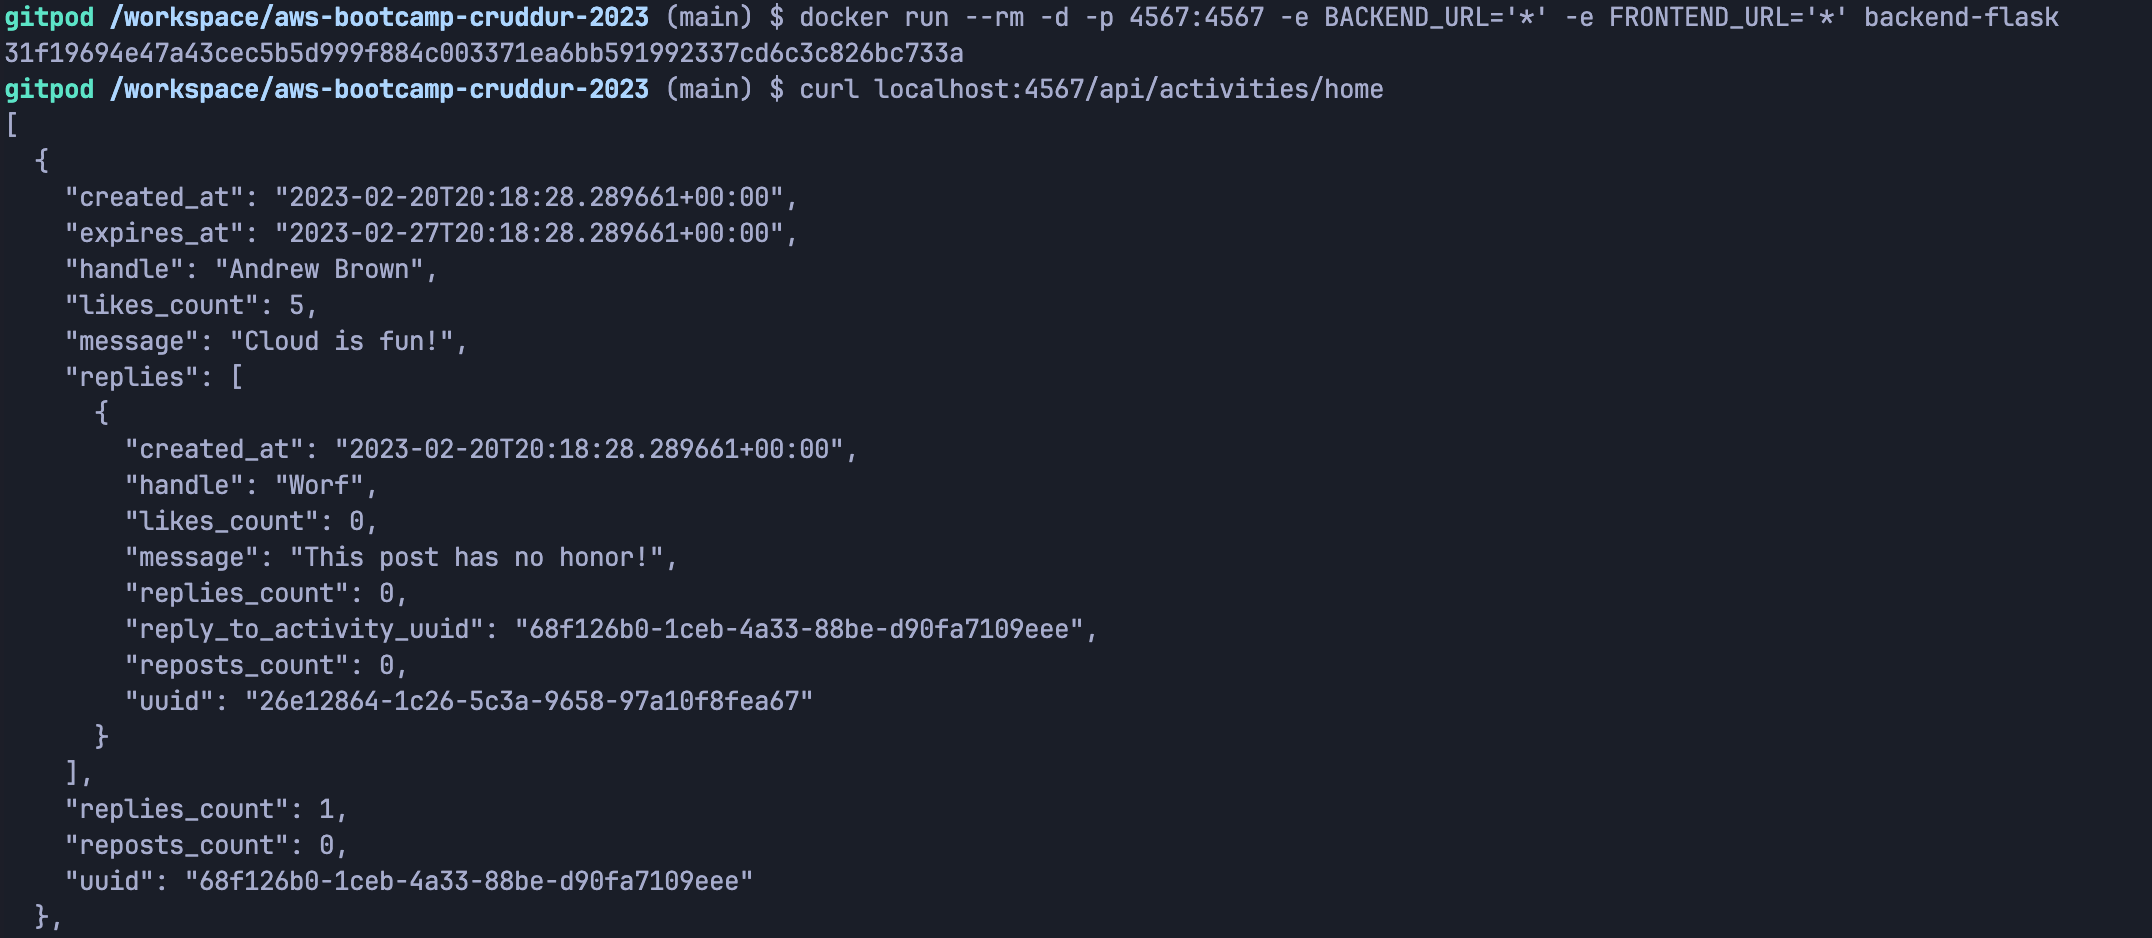 gitpod /workspace/aws-bootcamp-cruddur-2023 (main) $ docker run --rm -d -p 4567:4567 -e BACKEND_URL='*' -e FRONTEND_URL='*' backend-flask
31f19694e47a43cec5b5d999f884c003371ea6bb591992337cd6c3c826bc733a
gitpod /workspace/aws-bootcamp-cruddur-2023 (main) $ curl localhost:4567/api/activities/home
[
  {
    "created_at": "2023-02-20T20:18:28.289661+00:00",
    "expires_at": "2023-02-27T20:18:28.289661+00:00",
    "handle": "Andrew Brown",
    "likes_count": 5,
    "message": "Cloud is fun!",
    "replies": [
      {
        "created_at": "2023-02-20T20:18:28.289661+00:00",
        "handle": "Worf",
        "likes_count": 0,
        "message": "This post has no honor!",
        "replies_count": 0,
        "reply_to_activity_uuid": "68f126b0-1ceb-4a33-88be-d90fa7109eee",
        "reposts_count": 0,
        "uuid": "26e12864-1c26-5c3a-9658-97a10f8fea67"
      }
    ],
    "replies_count": 1,
    "reposts_count": 0,
    "uuid": "68f126b0-1ceb-4a33-88be-d90fa7109eee"
  },